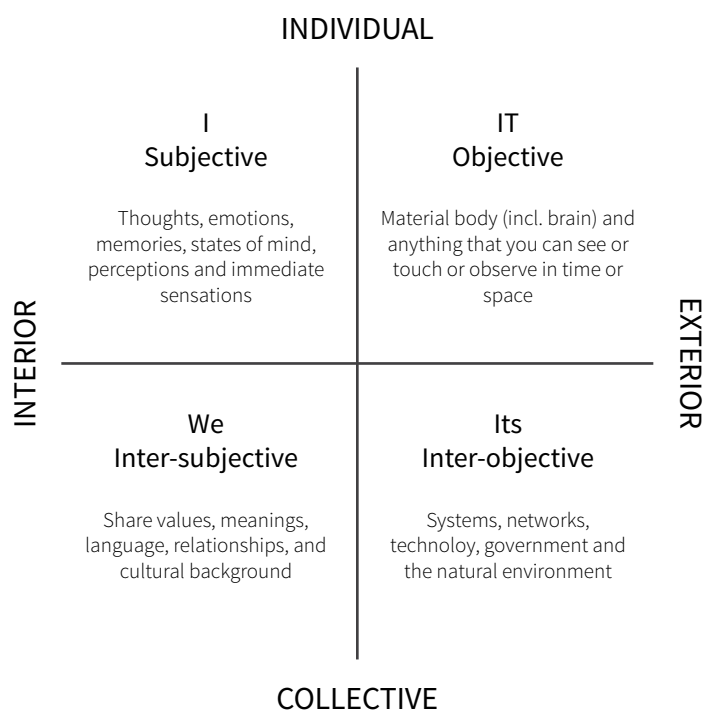 INDIVIDUAL
I
Subjective
Thoughts, emotions,
memories, states of mind,
perceptions and immediate
sensations
IT
Objective
Material body (incl. brain) and
anything that you can see or
touch or observe in time or
space
INTERIOR
EXTERIOR
We
Inter-subjective
Share values, meanings,
language, relationships, and
cultural background
Its
Inter-objective
Systems, networks,
technoloy, government and
the natural environment
COLLECTIVE